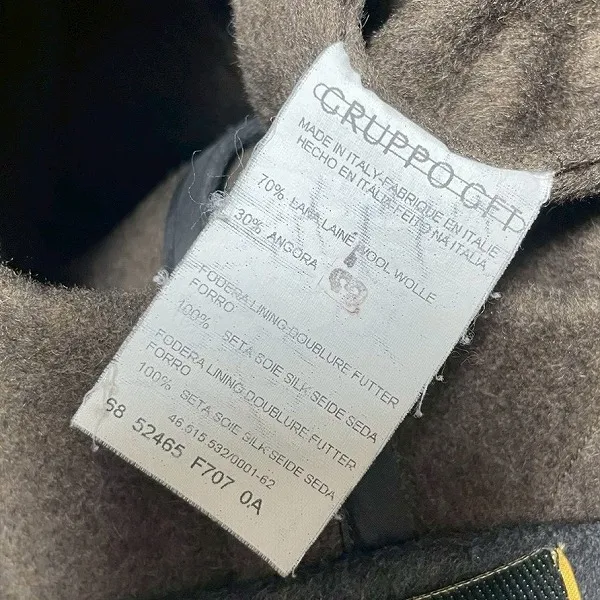 GRUPPO GFT
MADE IN ITALY-FABRIQUE EN ITALIE
HECHO EN ITALIA-FEITO NA ITALIA
70% LANA-LAINE WOOL WOLLE
30% ANGORA
FODERA LINING-DOUBLURE FUTTER
FORRO
100% SETA SOIE SILK SEIDE SEDA
FODERA LINING-DOUBLURE FUTTER
FORRO
100% SETA SOIE SILK SEIDE SEDA
46.615.532/0001-62
68 52465 F707 0A